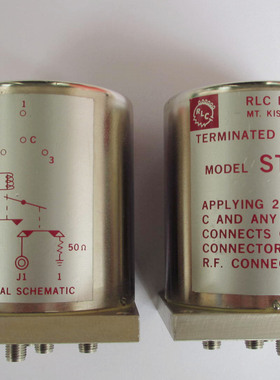 1
C
3
50Ω
J1 1
AL SCHEMATIC
RLC
RLC
MT. KIS
TERMINATED
MODEL ST
APPLYING 2
C AND ANY
CONNECTS
CONNECTOR
R.F. CONNE